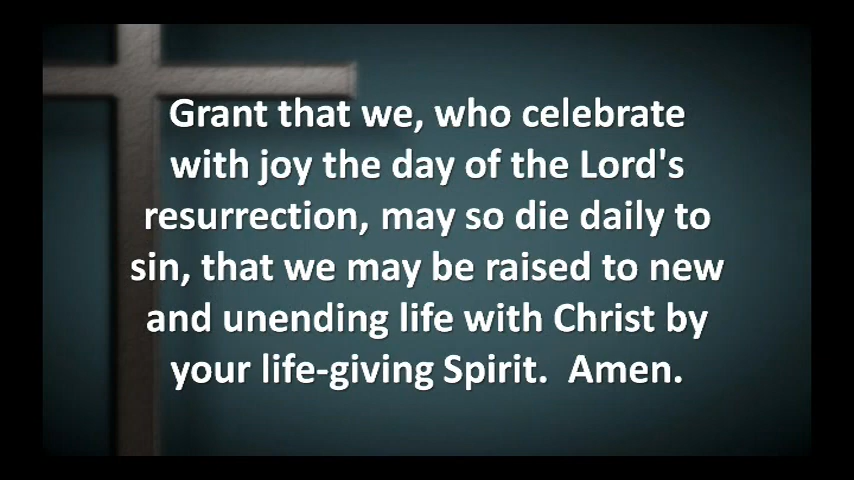 Grant that we, who celebrate
with joy the day of the Lord's
resurrection, may so die daily to
sin, that we may be raised to new
and unending life with Christ by
your life-giving Spirit.  Amen.